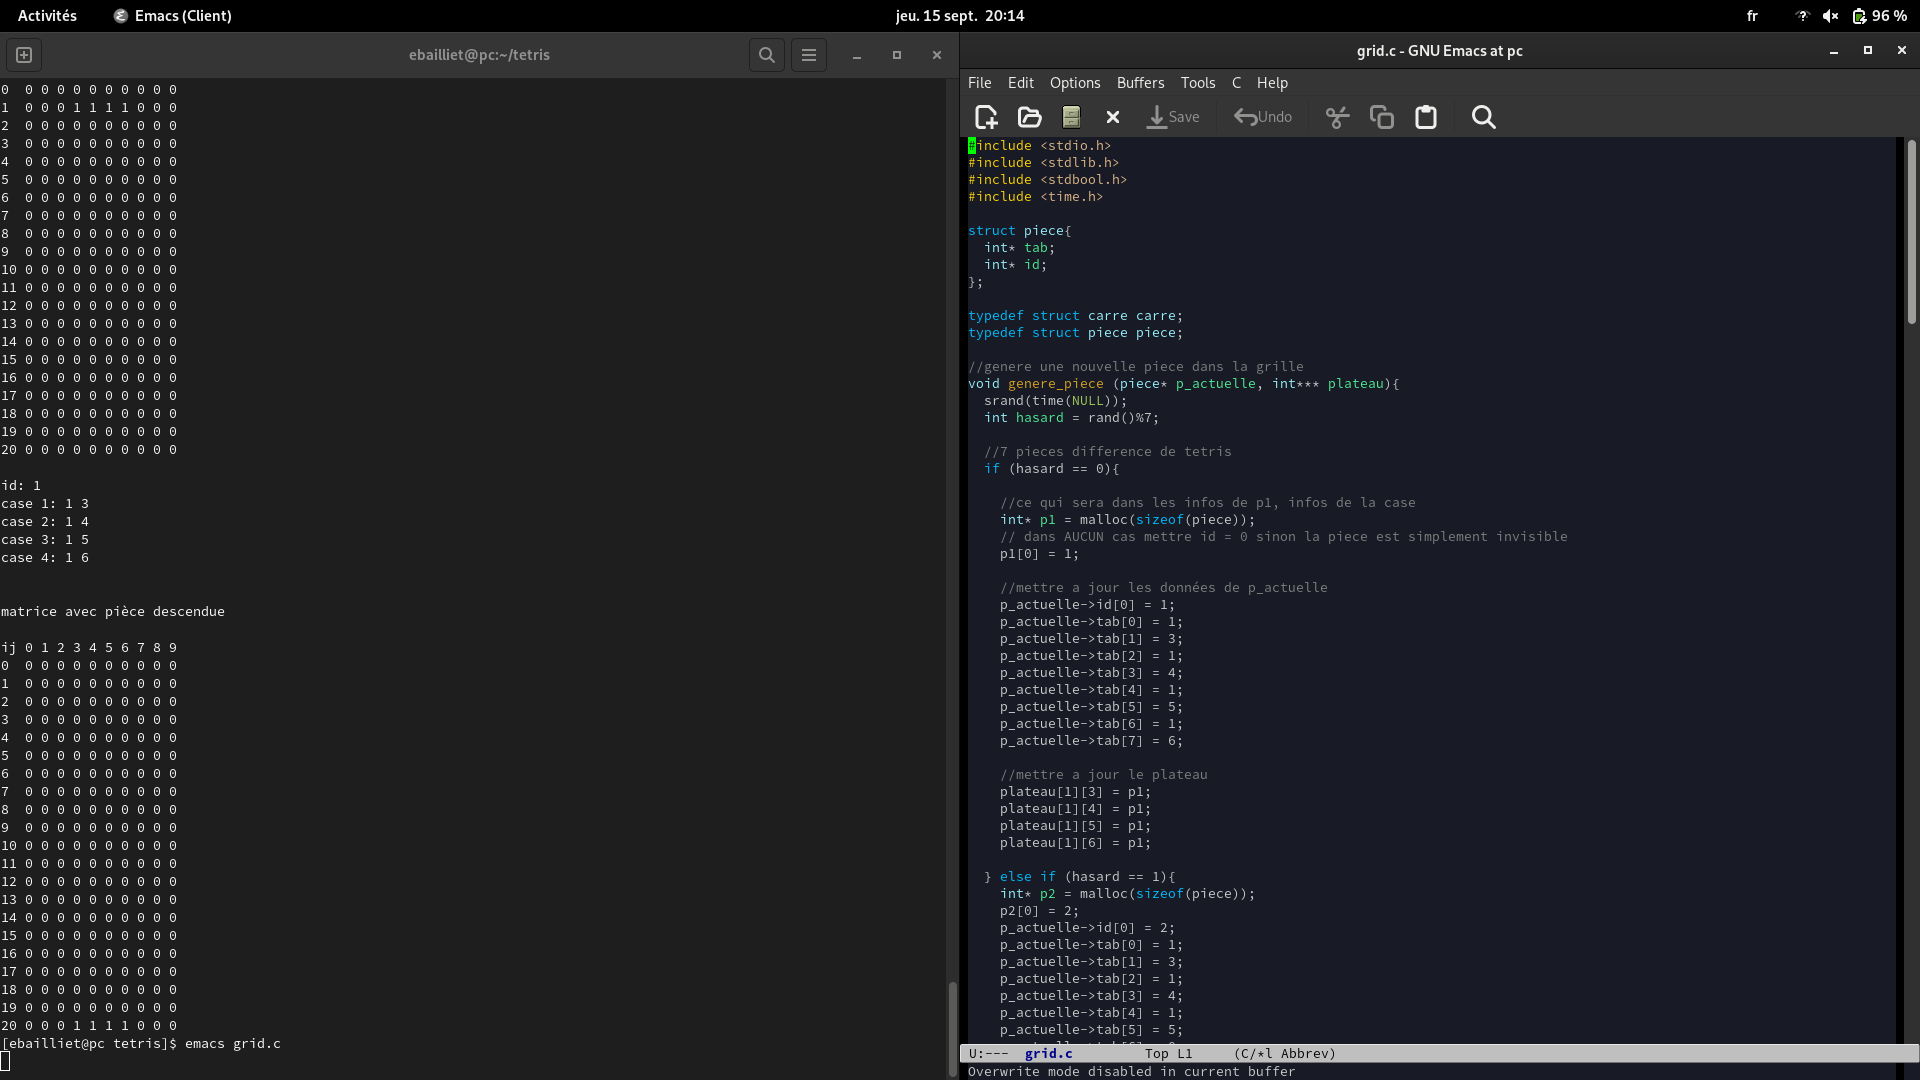 Activités
Emacs (Client)
jeu. 15 sept. 20:14
fr
? 96 %
ebailliet@pc:~/tetris
0 0 0 0 0 0 0 0 0 0 0
1 0 0 0 1 1 1 1 0 0 0
2 0 0 0 0 0 0 0 0 0 0
3 0 0 0 0 0 0 0 0 0 0
4 0 0 0 0 0 0 0 0 0 0
5 0 0 0 0 0 0 0 0 0 0
6 0 0 0 0 0 0 0 0 0 0
7 0 0 0 0 0 0 0 0 0 0
8 0 0 0 0 0 0 0 0 0 0
9 0 0 0 0 0 0 0 0 0 0
10 0 0 0 0 0 0 0 0 0 0
11 0 0 0 0 0 0 0 0 0 0
12 0 0 0 0 0 0 0 0 0 0
13 0 0 0 0 0 0 0 0 0 0
14 0 0 0 0 0 0 0 0 0 0
15 0 0 0 0 0 0 0 0 0 0
16 0 0 0 0 0 0 0 0 0 0
17 0 0 0 0 0 0 0 0 0 0
18 0 0 0 0 0 0 0 0 0 0
19 0 0 0 0 0 0 0 0 0 0
20 0 0 0 0 0 0 0 0 0 0
id: 1
case 1: 1 3
case 2: 1 4
case 3: 1 5
case 4: 1 6
matrice avec pièce descendue
ij 0 1 2 3 4 5 6 7 8 9
0 0 0 0 0 0 0 0 0 0 0
1 0 0 0 0 0 0 0 0 0 0
2 0 0 0 0 0 0 0 0 0 0
3 0 0 0 0 0 0 0 0 0 0
4 0 0 0 0 0 0 0 0 0 0
5 0 0 0 0 0 0 0 0 0 0
6 0 0 0 0 0 0 0 0 0 0
7 0 0 0 0 0 0 0 0 0 0
8 0 0 0 0 0 0 0 0 0 0
9 0 0 0 0 0 0 0 0 0 0
10 0 0 0 0 0 0 0 0 0 0
11 0 0 0 0 0 0 0 0 0 0
12 0 0 0 0 0 0 0 0 0 0
13 0 0 0 0 0 0 0 0 0 0
14 0 0 0 0 0 0 0 0 0 0
15 0 0 0 0 0 0 0 0 0 0
16 0 0 0 0 0 0 0 0 0 0
17 0 0 0 0 0 0 0 0 0 0
18 0 0 0 0 0 0 0 0 0 0
19 0 0 0 0 0 0 0 0 0 0
20 0 0 0 1 1 1 1 0 0 0
[ebailliet@pc tetris]$ emacs grid.c
grid.c - GNU Emacs at pc
File Edit Options Buffers Tools C Help
Save Undo
#include <stdio.h>
#include <stdlib.h>
#include <stdbool.h>
#include <time.h>
struct piece{
  int* tab;
  int* id;
};
typedef struct carre carre;
typedef struct piece piece;
//genere une nouvelle piece dans la grille
void genere_piece (piece* p_actuelle, int*** plateau){
  srand(time(NULL));
  int hasard = rand()%7;
  //7 pieces difference de tetris
  if (hasard == 0){
    //ce qui sera dans les infos de p1, infos de la case
    int* p1 = malloc(sizeof(piece));
    // dans AUCUN cas mettre id = 0 sinon la piece est simplement invisible
    p1[0] = 1;
    //mettre a jour les données de p_actuelle
    p_actuelle->id[0] = 1;
    p_actuelle->tab[0] = 1;
    p_actuelle->tab[1] = 3;
    p_actuelle->tab[2] = 1;
    p_actuelle->tab[3] = 4;
    p_actuelle->tab[4] = 1;
    p_actuelle->tab[5] = 5;
    p_actuelle->tab[6] = 1;
    p_actuelle->tab[7] = 6;
    //mettre a jour le plateau
    plateau[1][3] = p1;
    plateau[1][4] = p1;
    plateau[1][5] = p1;
    plateau[1][6] = p1;
  } else if (hasard == 1){
    int* p2 = malloc(sizeof(piece));
    p2[0] = 2;
    p_actuelle->id[0] = 2;
    p_actuelle->tab[0] = 1;
    p_actuelle->tab[1] = 3;
    p_actuelle->tab[2] = 1;
    p_actuelle->tab[3] = 4;
    p_actuelle->tab[4] = 1;
    p_actuelle->tab[5] = 5;
U:--- grid.c Top L1 (C/*l Abbrev)
Overwrite mode disabled in current buffer